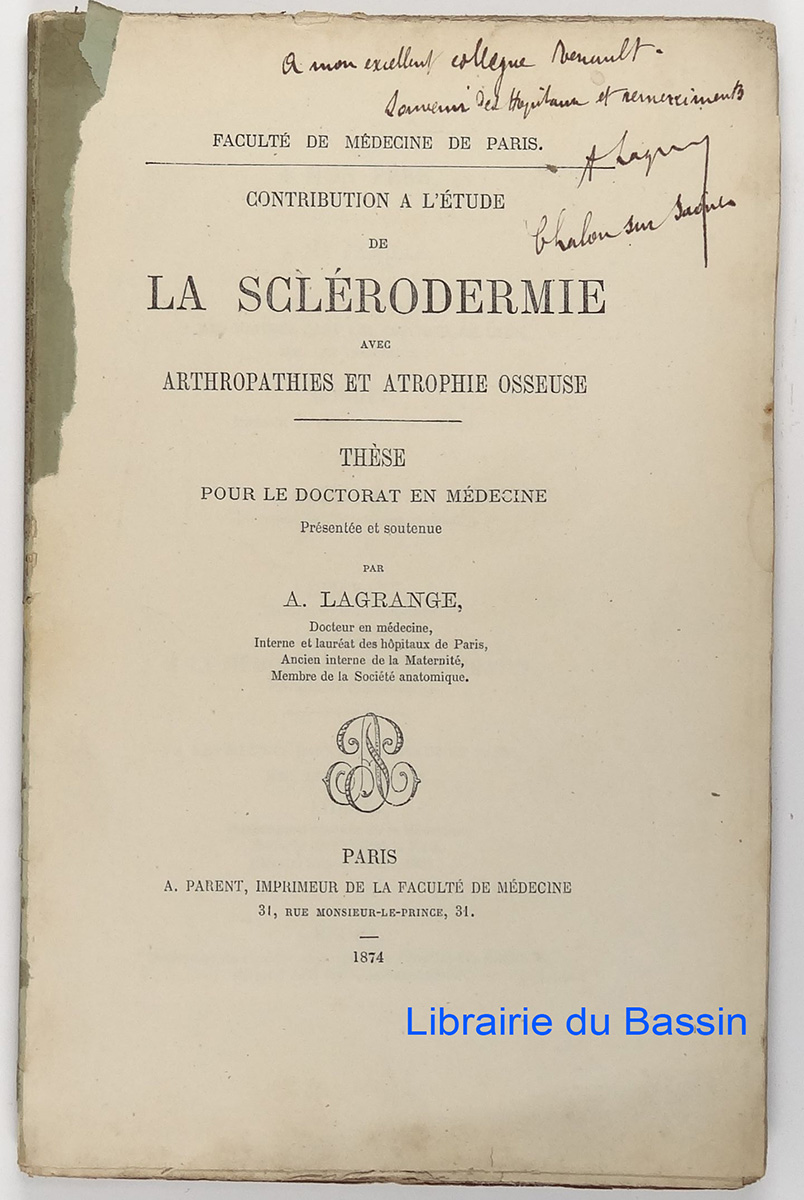 A mon excellent collègue Renault.
Souvenir des Hôpitaux et remerciements
A Lagrange
Chalon sur Saône
FACULTÉ DE MÉDECINE DE PARIS.
CONTRIBUTION A L'ÉTUDE
DE
LA SCLÉRODERMIE
AVEC
ARTHROPATHIES ET ATROPHIE OSSEUSE
THÈSE
POUR LE DOCTORAT EN MÉDECINE
Présentée et soutenue
PAR
A. LAGRANGE,
Docteur en médecine,
Interne et lauréat des hôpitaux de Paris,
Ancien interne de la Maternité,
Membre de la Société anatomique.
PARIS
A. PARENT, IMPRIMEUR DE LA FACULTÉ DE MÉDECINE
31, RUE MONSIEUR-LE-PRINCE, 31.
1874
Librairie du Bassin